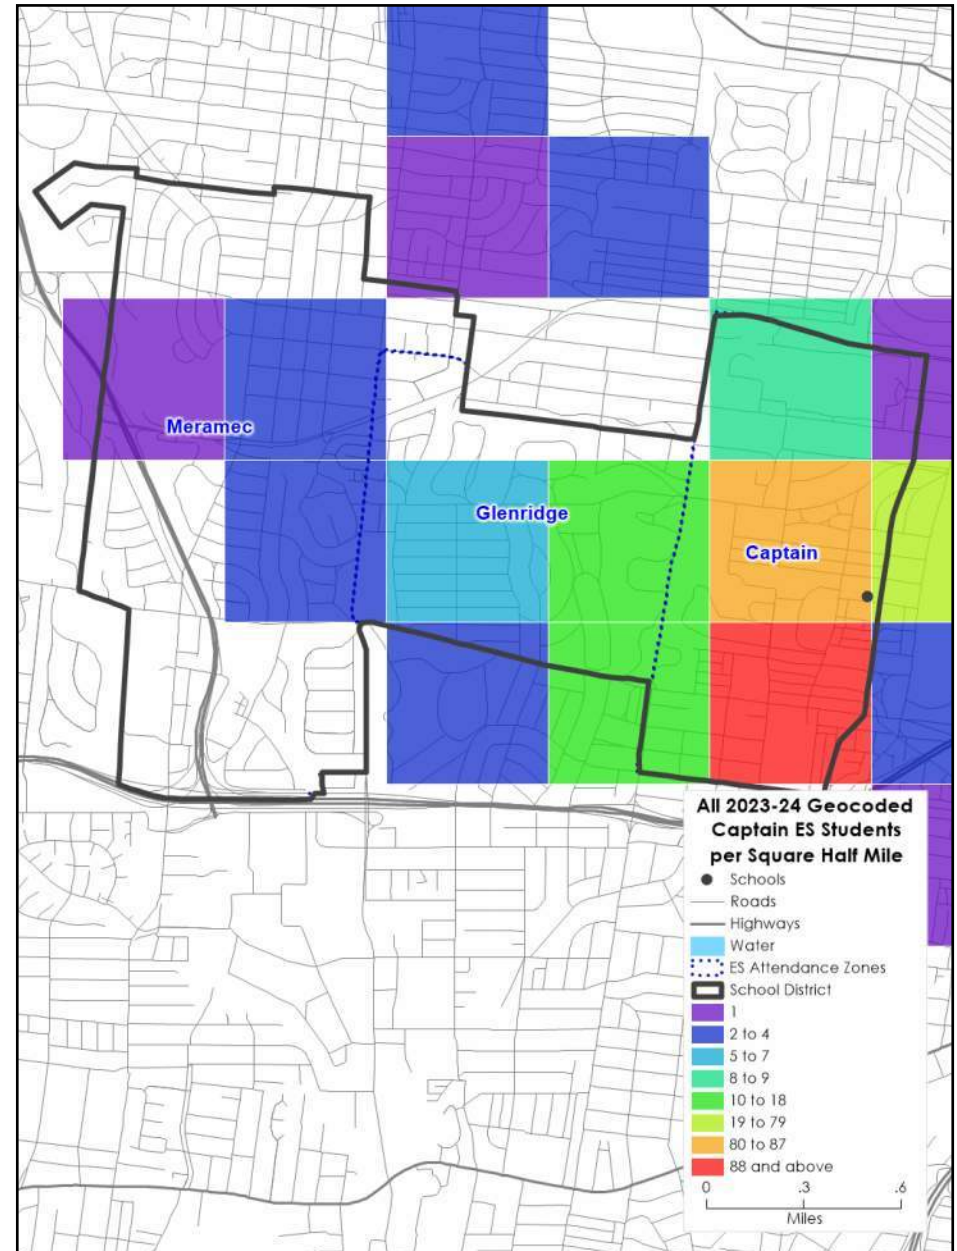 Meramec
Glenridge
Captain
All 2023-24 Geocoded
Captain ES Students
per Square Half Mile
Schools
Roads
Highways
Water
ES Attendance Zones
School District
1
2 to 4
5 to 7
8 to 9
10 to 18
19 to 79
80 to 87
88 and above
0 .3 .6
Miles